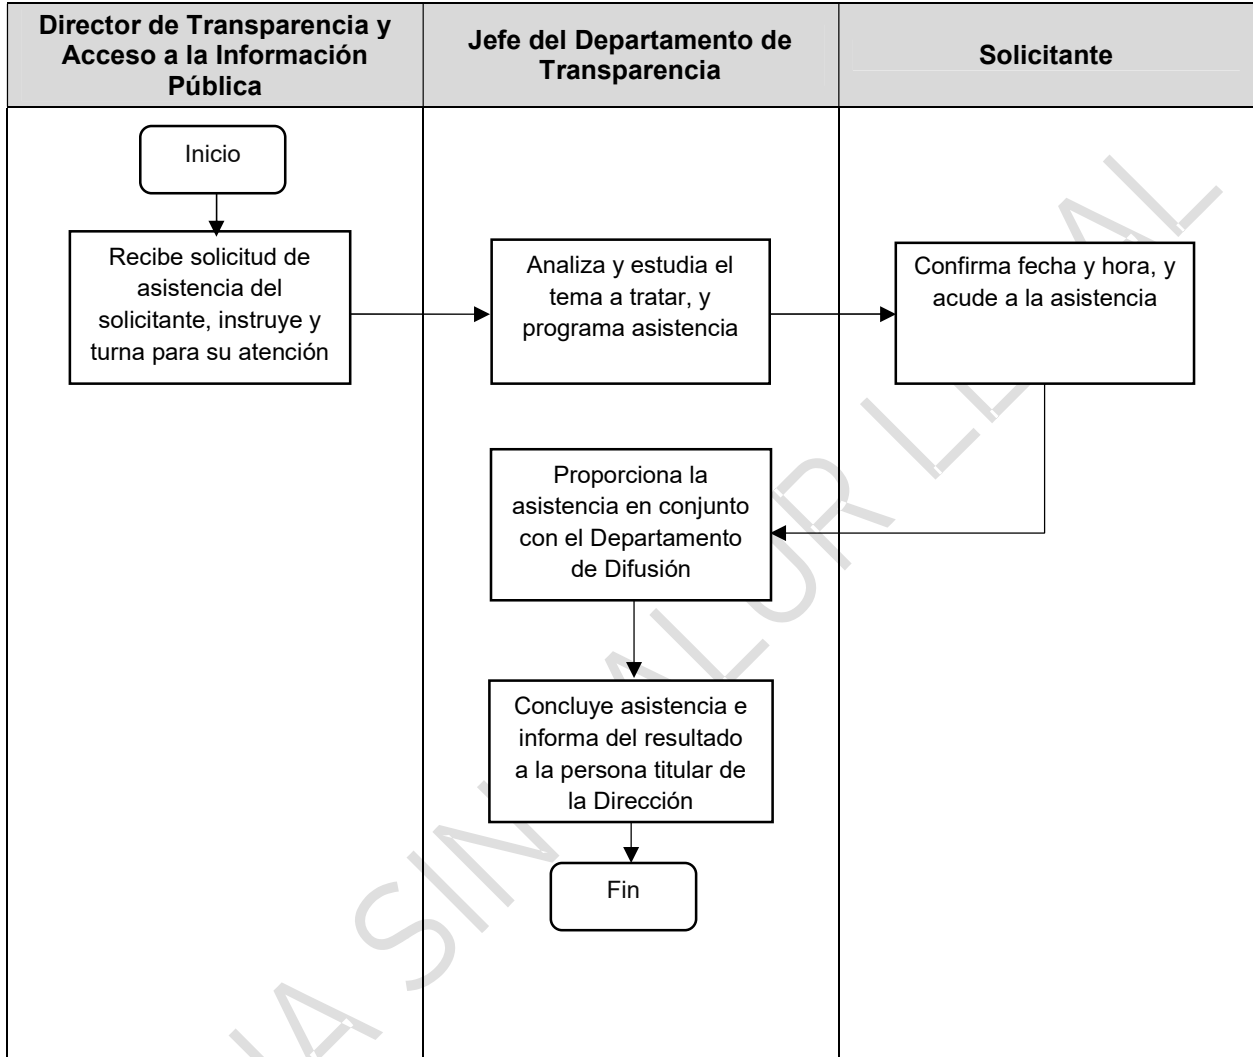 Director de Transparencia y
Acceso a la Información
Pública
Jefe del Departamento de
Transparencia
Solicitante
Inicio
Recibe solicitud de
asistencia del
solicitante, instruye y
turna para su atención
Analiza y estudia el
tema a tratar, y
programa asistencia
Confirma fecha y hora, y
acude a la asistencia
Proporciona la
asistencia en conjunto
con el Departamento
de Difusión
Concluye asistencia e
informa del resultado
a la persona titular de
la Dirección
Fin
SIN